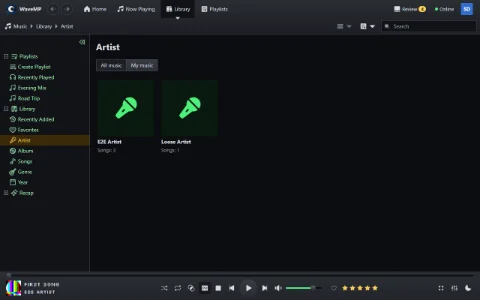 WaveMP
Home
Now Playing
Library
Playlists
Review 4
Online
SD
Music > Library > Artist
Search
Playlists
Create Playlist
Recently Played
Evening Mix
Road Trip
Library
Recently Added
Favorites
Artist
Album
Songs
Genre
Year
Recap
Artist
All music
My music
E2E Artist
Songs: 3
Loose Artist
Songs: 1
FIRST SONG
E2E ARTIST